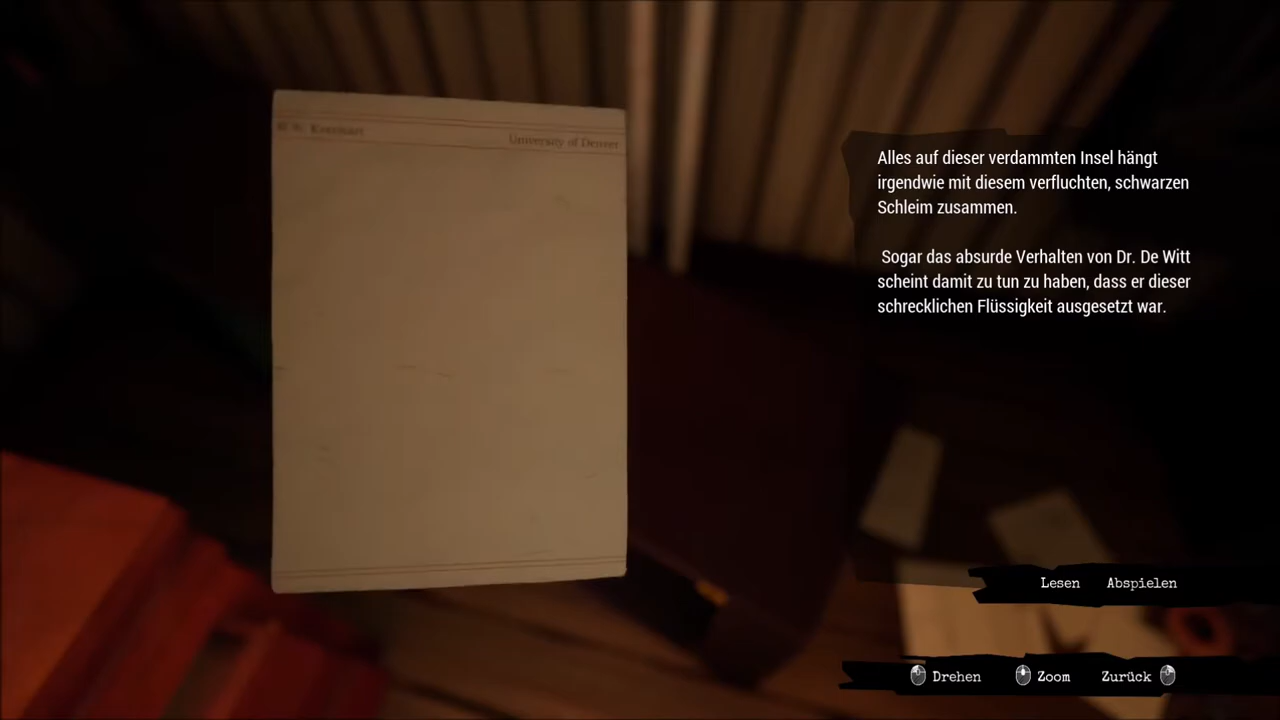 University of Denver
Alles auf dieser verdammten Insel hängt
irgendwie mit diesem verfluchten, schwarzen
Schleim zusammen.
Sogar das absurde Verhalten von Dr. De Witt
scheint damit zu tun zu haben, dass er dieser
schrecklichen Flüssigkeit ausgesetzt war.
Lesen Abspielen
Drehen Zoom Zurück